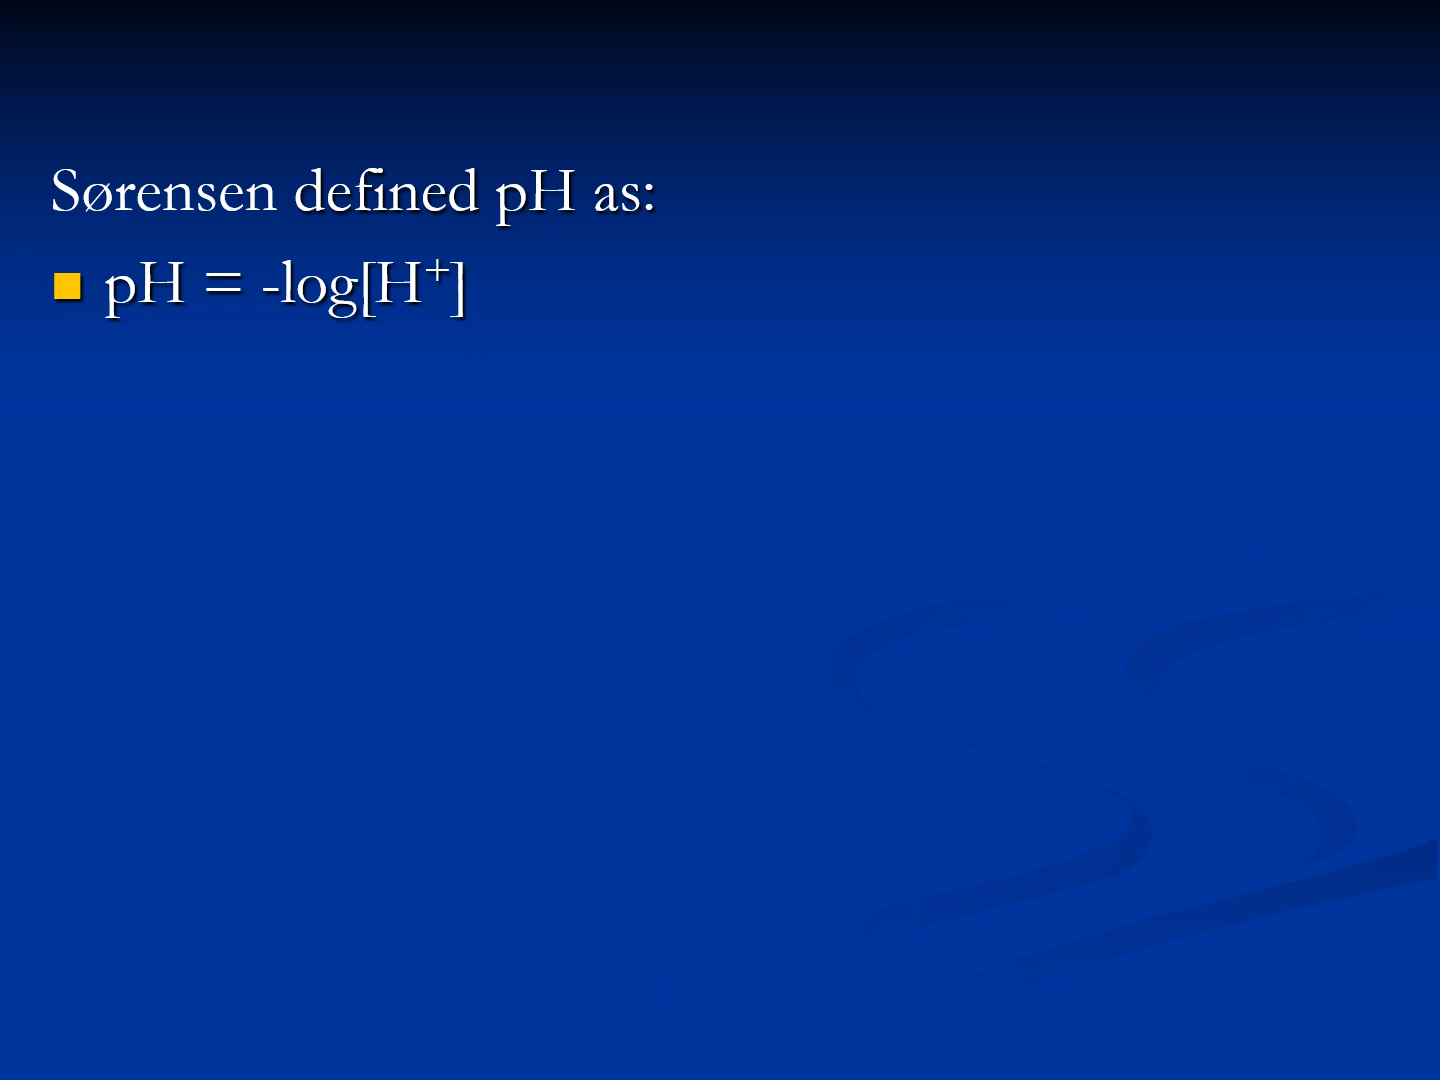 Sørensen defined pH as:
pH = -log[H⁺]